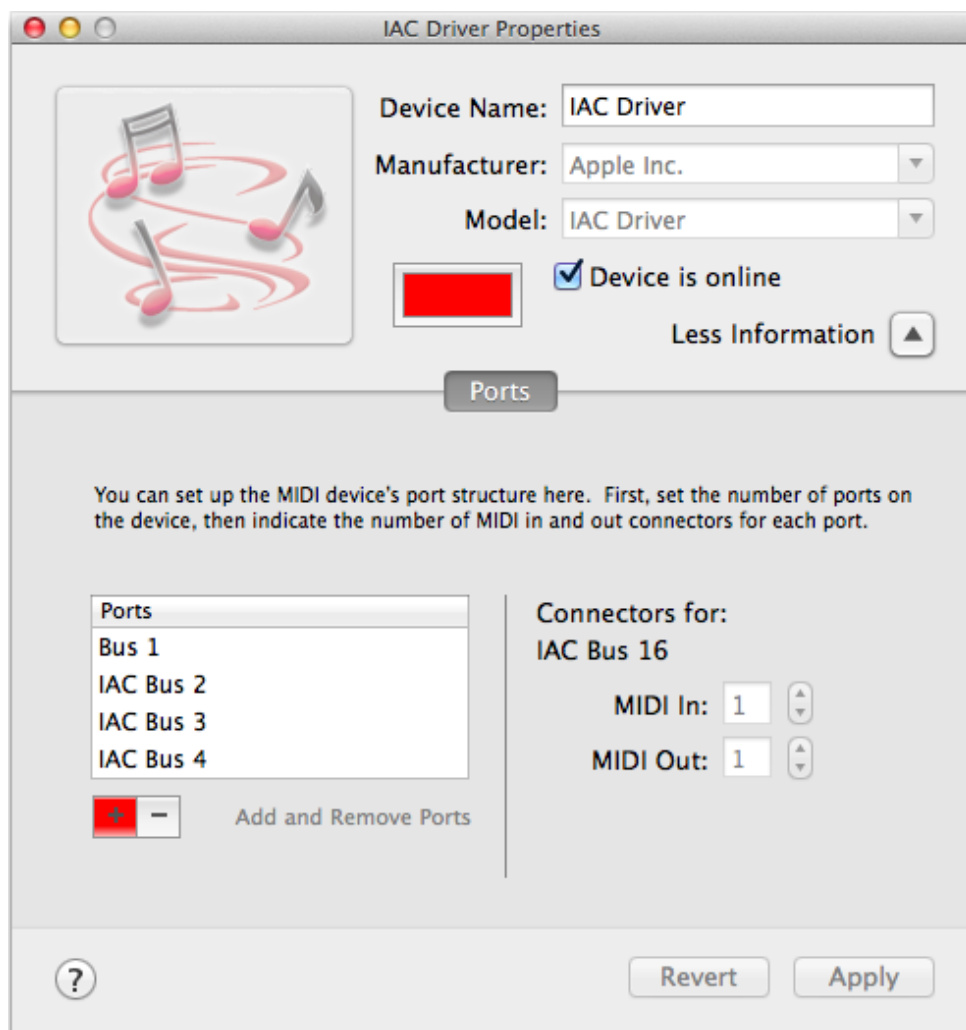 IAC Driver Properties
Device Name: IAC Driver
Manufacturer: Apple Inc.
Model: IAC Driver
Device is online
Less Information
Ports
You can set up the MIDI device's port structure here.  First, set the number of ports on
the device, then indicate the number of MIDI in and out connectors for each port.
Ports
Bus 1
IAC Bus 2
IAC Bus 3
IAC Bus 4
+ −
Add and Remove Ports
Connectors for:
IAC Bus 16
MIDI In: 1
MIDI Out: 1
?
Revert
Apply